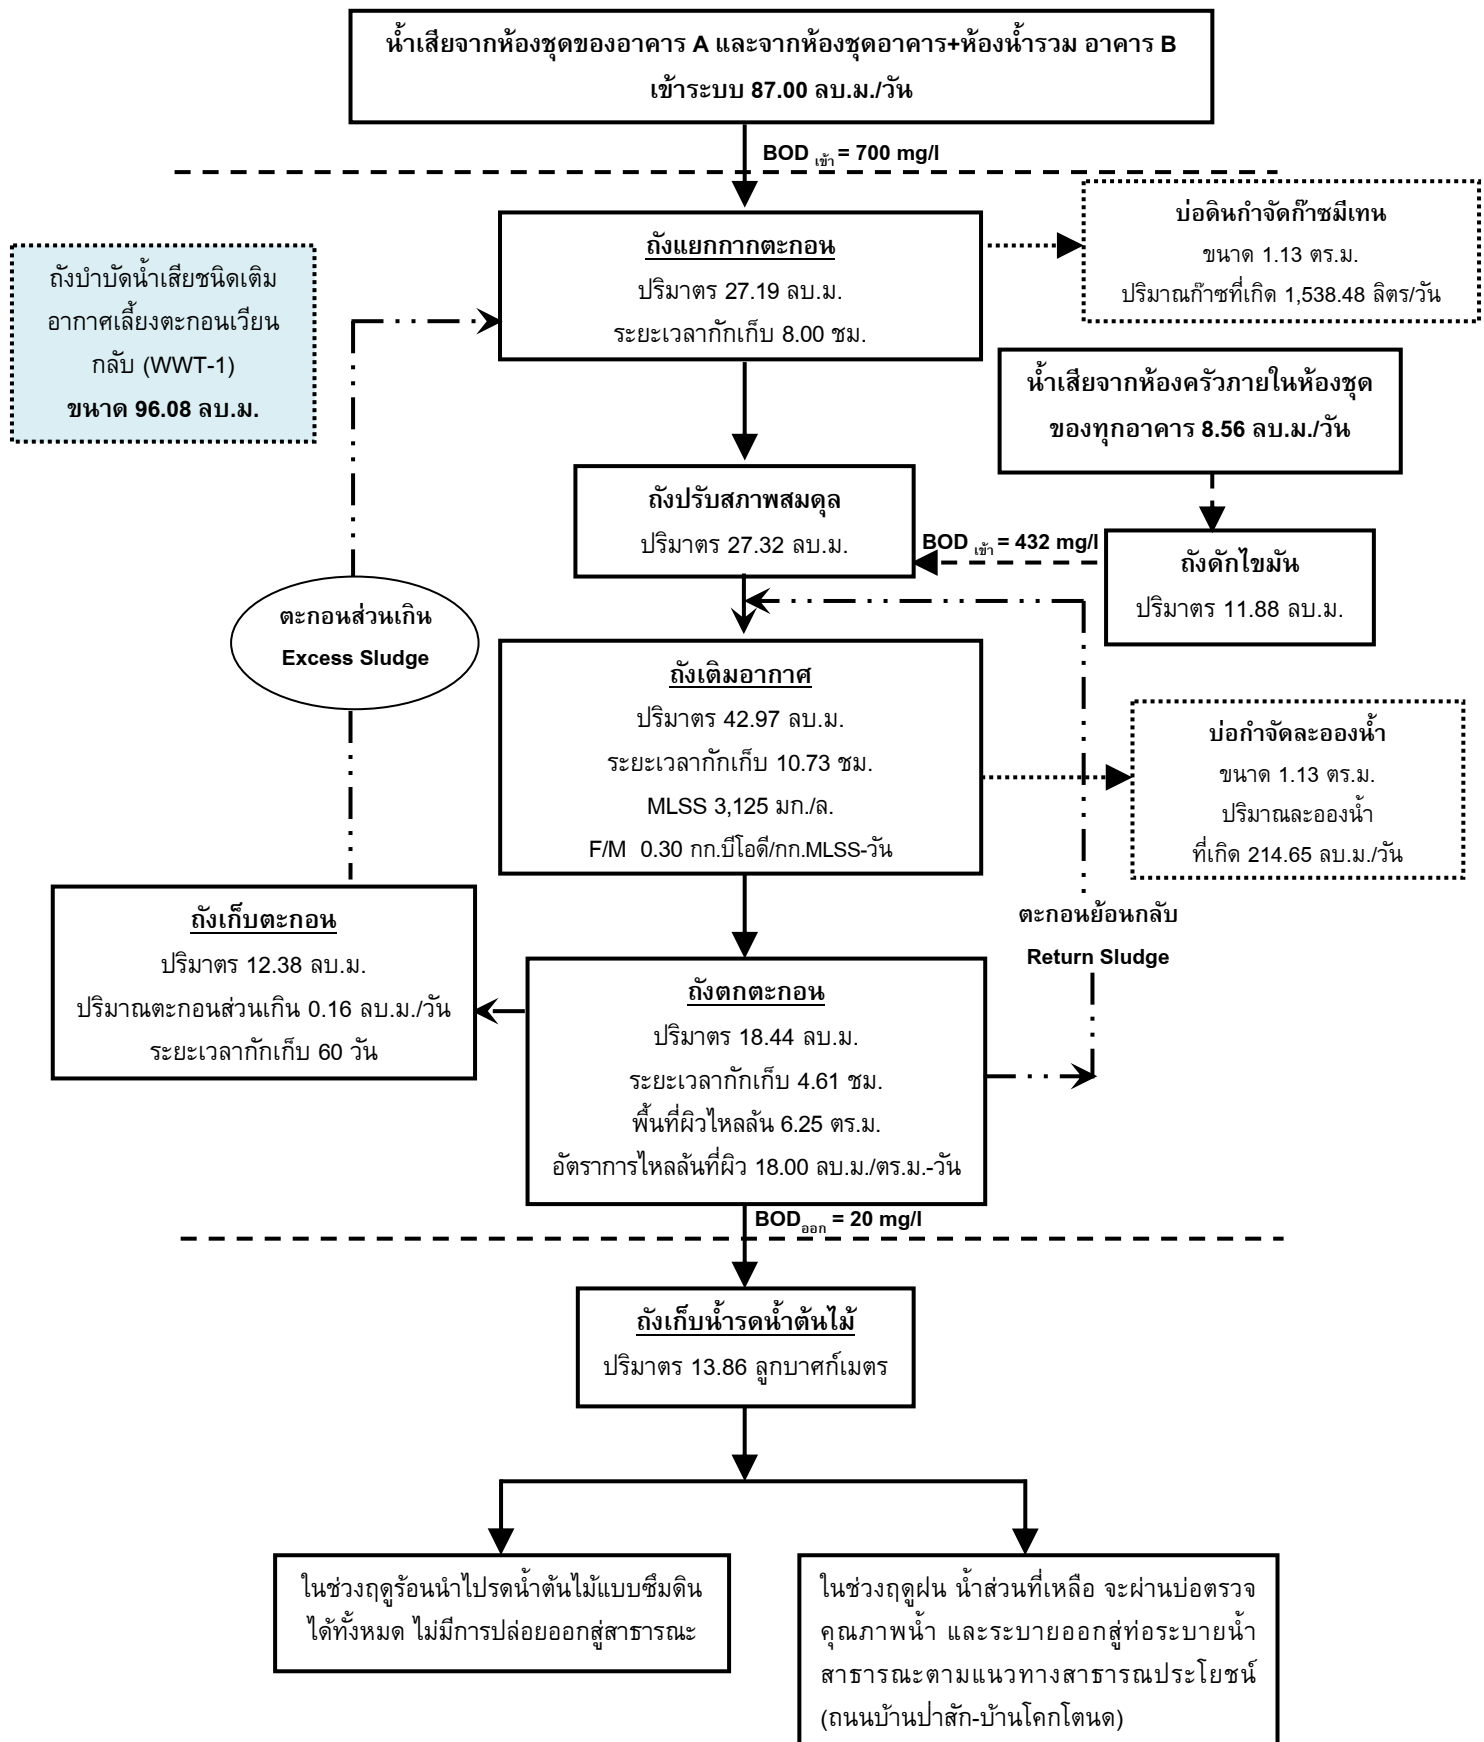 น้ำเสียจากห้องชุดของอาคาร A และจากห้องชุดอาคาร+ห้องน้ำรวม อาคาร B
เข้าระบบ 87.00 ลบ.ม./วัน
BOD เข้า = 700 mg/l
บ่อดินกำจัดก๊าซมีเทน
ขนาด 1.13 ตร.ม.
ปริมาณก๊าซที่เกิด 1,538.48 ลิตร/วัน
ถังแยกกากตะกอน
ปริมาตร 27.19 ลบ.ม.
ระยะเวลากักเก็บ 8.00 ชม.
ถังบำบัดน้ำเสียชนิดเติม
อากาศเลี้ยงตะกอนเวียน
กลับ (WWT-1)
ขนาด 96.08 ลบ.ม.
น้ำเสียจากห้องครัวภายในห้องชุด
ของทุกอาคาร 8.56 ลบ.ม./วัน
ถังปรับสภาพสมดุล
ปริมาตร 27.32 ลบ.ม.
BOD เข้า = 432 mg/l
ถังดักไขมัน
ปริมาตร 11.88 ลบ.ม.
ตะกอนส่วนเกิน
Excess Sludge
ถังเติมอากาศ
ปริมาตร 42.97 ลบ.ม.
ระยะเวลากักเก็บ 10.73 ชม.
MLSS 3,125 มก./ล.
F/M 0.30 กก.บีโอดี/กก.MLSS-วัน
บ่อกำจัดละอองน้ำ
ขนาด 1.13 ตร.ม.
ปริมาณละอองน้ำ
ที่เกิด 214.65 ลบ.ม./วัน
ถังเก็บตะกอน
ปริมาตร 12.38 ลบ.ม.
ปริมาณตะกอนส่วนเกิน 0.16 ลบ.ม./วัน
ระยะเวลากักเก็บ 60 วัน
ตะกอนย้อนกลับ
Return Sludge
ถังตกตะกอน
ปริมาตร 18.44 ลบ.ม.
ระยะเวลากักเก็บ 4.61 ชม.
พื้นที่ผิวไหลล้น 6.25 ตร.ม.
อัตราการไหลล้นที่ผิว 18.00 ลบ.ม./ตร.ม.-วัน
BODออก = 20 mg/l
ถังเก็บน้ำรดน้ำต้นไม้
ปริมาตร 13.86 ลูกบาศก์เมตร
ในช่วงฤดูร้อนนำไปรดน้ำต้นไม้แบบซึมดิน
ได้ทั้งหมด ไม่มีการปล่อยออกสู่สาธารณะ
ในช่วงฤดูฝน น้ำส่วนที่เหลือ จะผ่านบ่อตรวจ
คุณภาพน้ำ และระบายออกสู่ท่อระบายน้ำ
สาธารณะตามแนวทางสาธารณประโยชน์
(ถนนบ้านป่าสัก-บ้านโคกโตนด)